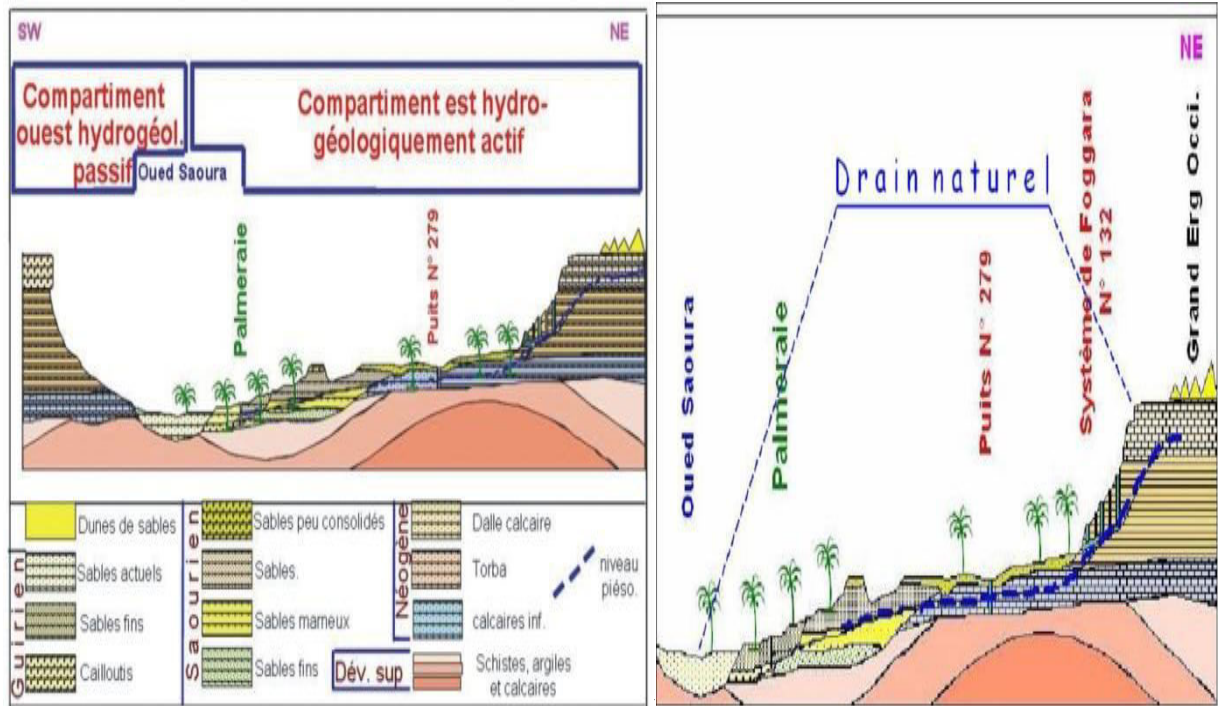 SW
NE
Compartiment
ouest hydrogéol.
passif
Compartiment est hydro-
géologiquement actif
Oued Saoura
Palmeraie
Puits N° 279
Guirien
Dunes de sables
Sables actuels
Sables fins
Cailloutis
Saourien
Sables peu consolidés
Sables.
Sables marneux
Sables fins
Néogène
Dalle calcaire
Torba
calcaires inf.
Dév. sup
Schistes, argiles
et calcaires
niveau
piéso.
NE
Drain naturel
Oued Saoura
Palmeraie
Puits N° 279
Système de Foggara
N° 132
Grand Erg Occi.